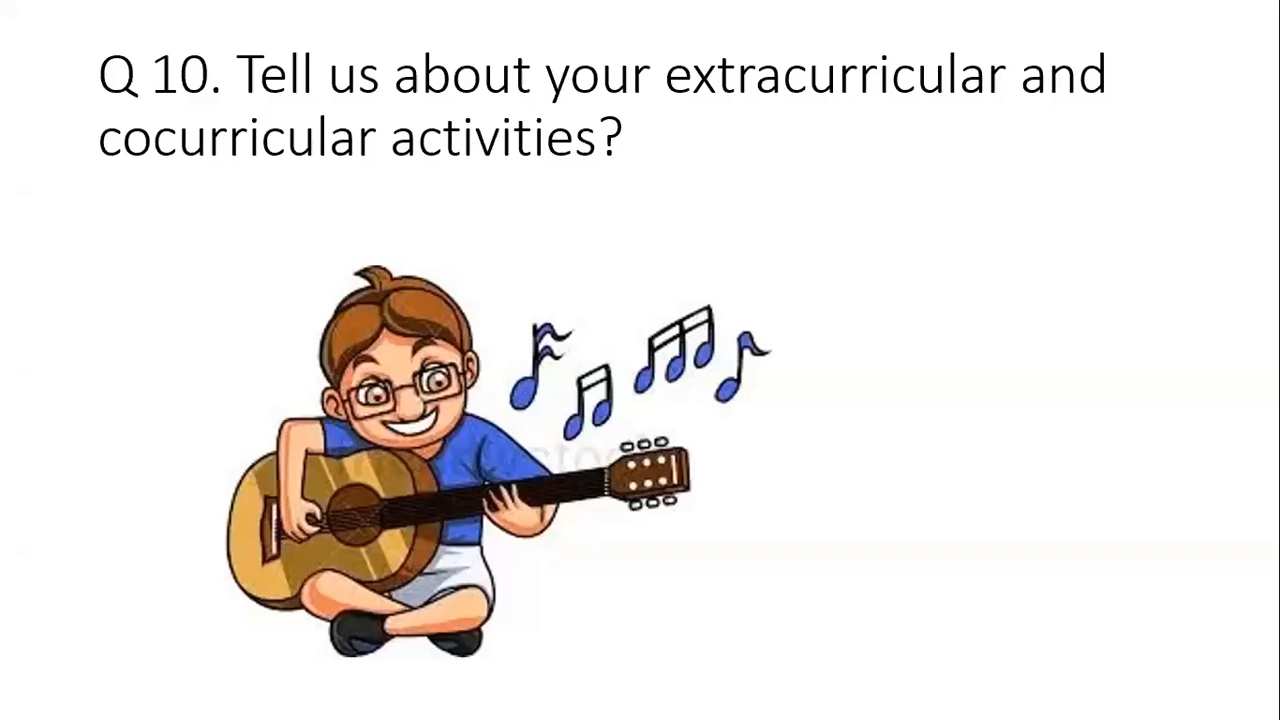 Q 10. Tell us about your extracurricular and
cocurricular activities?